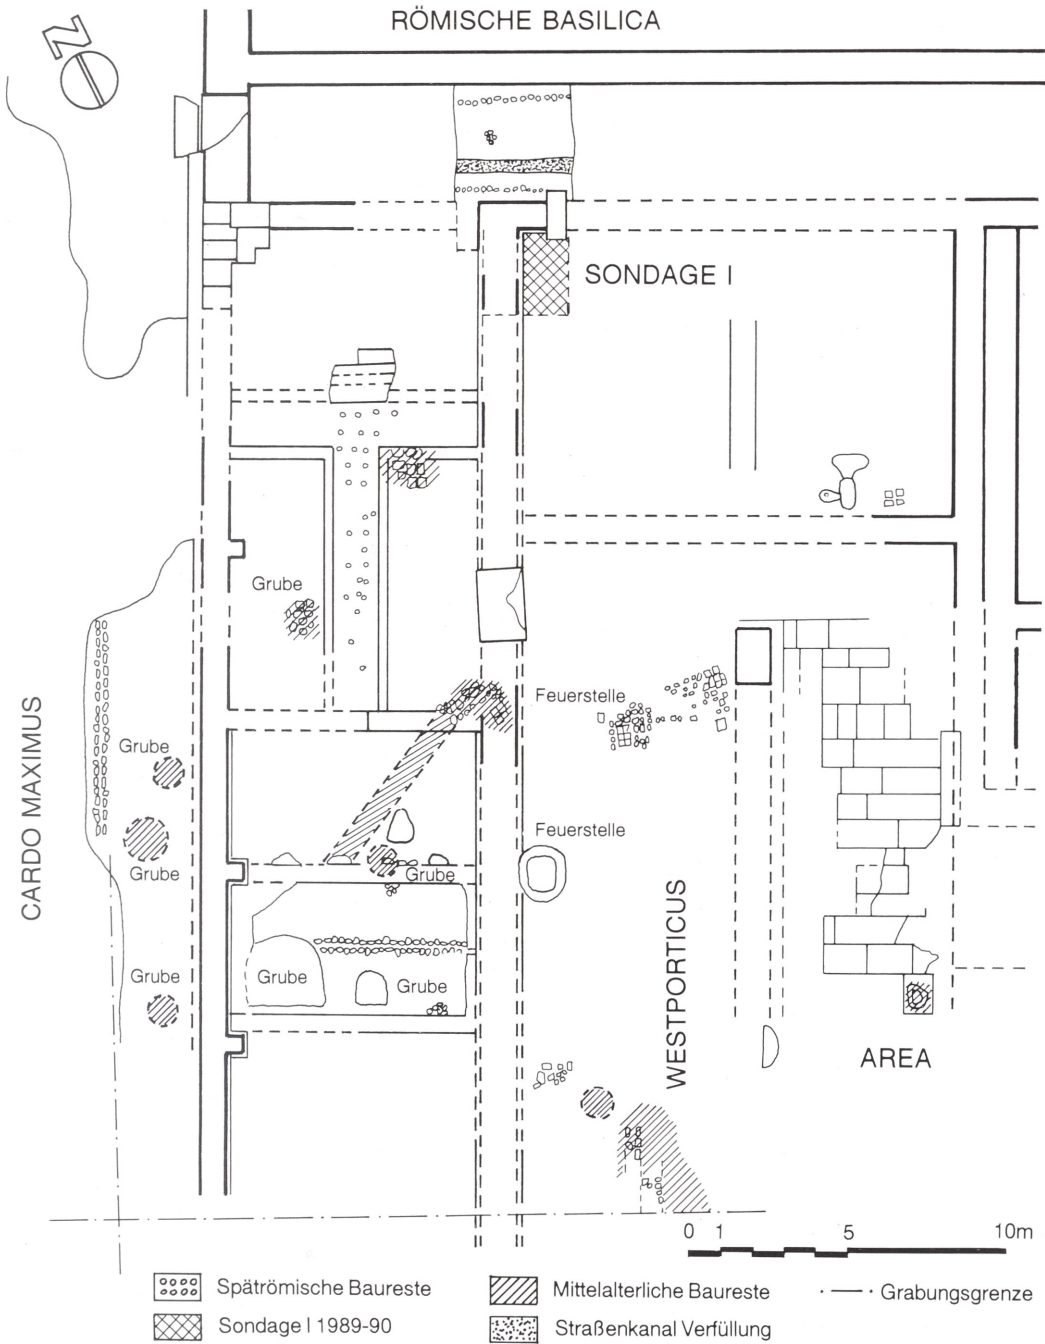 RÖMISCHE BASILICA
N
SONDAGE I
Grube
Feuerstelle
CARDO MAXIMUS
Grube
Feuerstelle
Grube
Grube
WESTPORTICUS
Grube
Grube
Grube
AREA
0 1 5 10m
Spätrömische Baureste
Mittelalterliche Baureste
Grabungsgrenze
Sondage I 1989-90
Straßenkanal Verfüllung